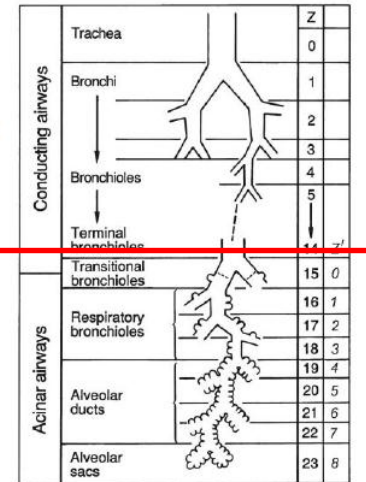 Conducting airways
Acinar airways
Trachea
Bronchi
Bronchioles
Terminal
bronchioles
Transitional
bronchioles
Respiratory
bronchioles
Alveolar
ducts
Alveolar
sacs
Z
0
1
2
3
4
5
14 Z'
15 0
16 1
17 2
18 3
19 4
20 5
21 6
22 7
23 8